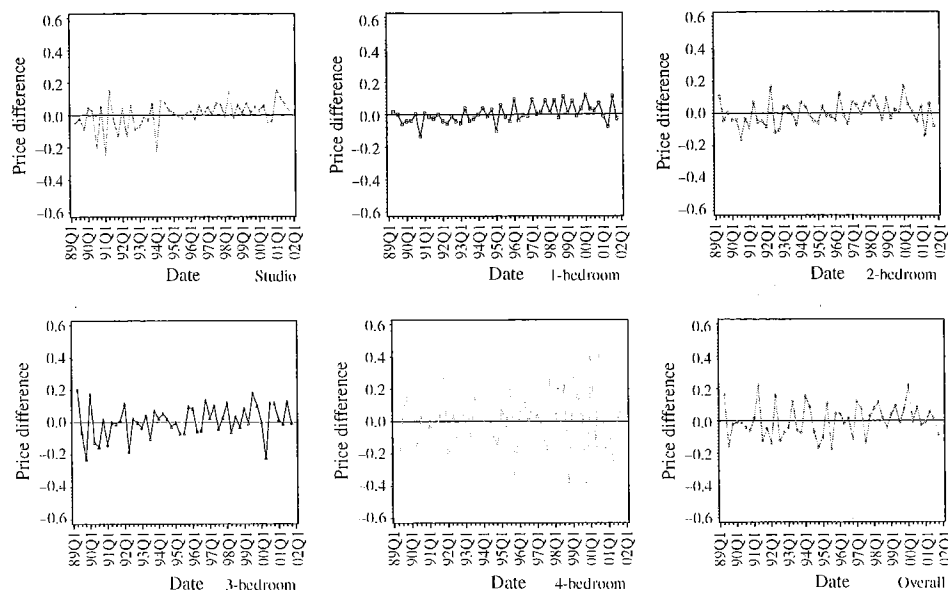 Price difference
0.6
0.4
0.2
0.0
−0.2
−0.4
−0.6
89Q1
90Q1
91Q1
92Q1
93Q1
94Q1
95Q1
96Q1
97Q1
98Q1
99Q1
00Q1
01Q1
02Q1
Date Studio
Price difference
0.6
0.4
0.2
0.0
−0.2
−0.4
−0.6
89Q1
90Q1
91Q1
92Q1
93Q1
94Q1
95Q1
96Q1
97Q1
98Q1
99Q1
00Q1
01Q1
02Q1
Date 1-bedroom
Price difference
0.6
0.4
0.2
0.0
−0.2
−0.4
−0.6
89Q1
90Q1
91Q1
92Q1
93Q1
94Q1
95Q1
96Q1
97Q1
98Q1
99Q1
00Q1
01Q1
02Q1
Date 2-bedroom
Price difference
0.6
0.4
0.2
0.0
−0.2
−0.4
−0.6
89Q1
90Q1
91Q1
92Q1
93Q1
94Q1
95Q1
96Q1
97Q1
98Q1
99Q1
00Q1
01Q1
02Q1
Date 3-bedroom
Price difference
0.6
0.4
0.2
0.0
−0.2
−0.4
−0.6
89Q1
90Q1
91Q1
92Q1
93Q1
94Q1
95Q1
96Q1
97Q1
98Q1
99Q1
00Q1
01Q1
02Q1
Date 4-bedroom
Price difference
0.6
0.4
0.2
0.0
−0.2
−0.4
−0.6
89Q1
90Q1
91Q1
92Q1
93Q1
94Q1
95Q1
96Q1
97Q1
98Q1
99Q1
00Q1
01Q1
02Q1
Date Overall